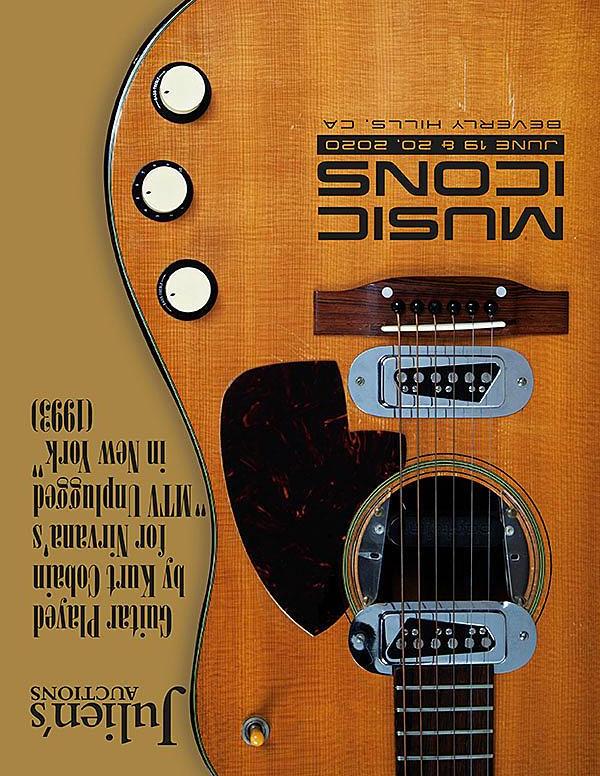 Julien's
AUCTIONS
Guitar Played
by Kurt Cobain
for Nirvana's
"MTV Unplugged
in New York"
(1993)
MUSIC
ICONS
JUNE 19 & 20, 2020
BEVERLY HILLS, CA